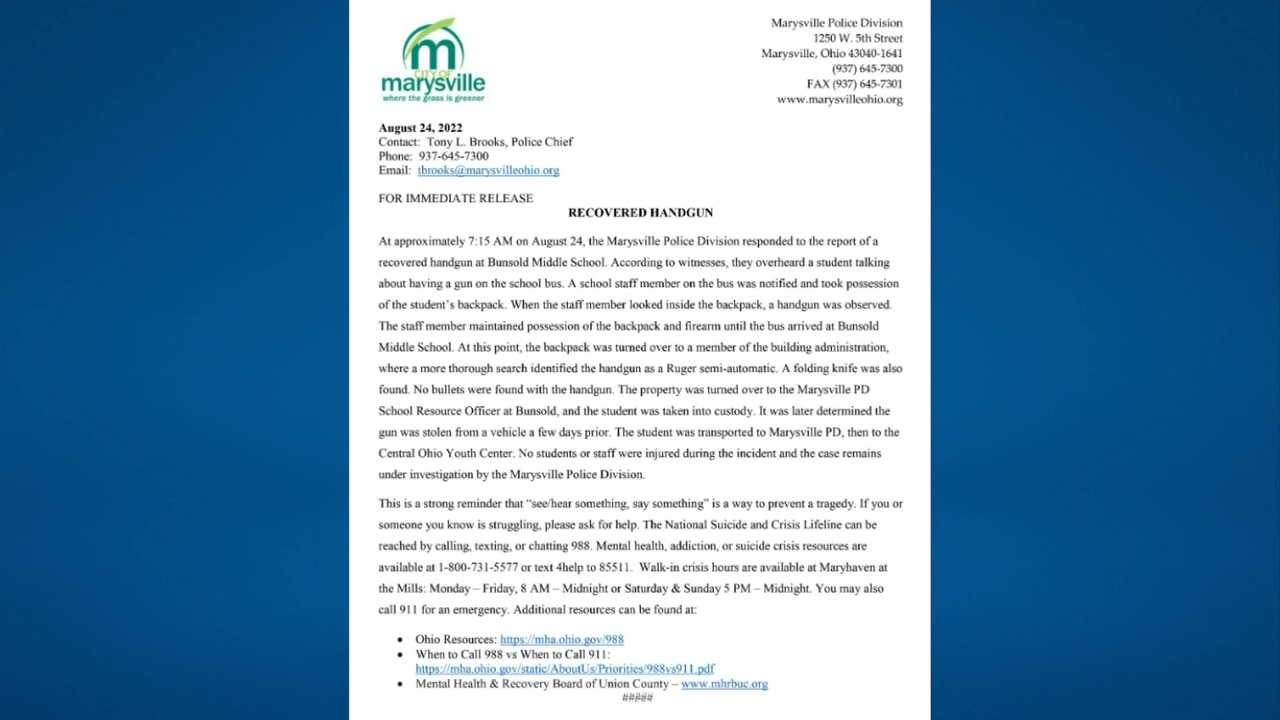 m
CITY OF
marysville
where the grass is greener
Marysville Police Division
1250 W. 5th Street
Marysville, Ohio 43040-1641
(937) 645-7300
FAX (937) 645-7301
www.marysvilleohio.org
August 24, 2022
Contact: Tony L. Brooks, Police Chief
Phone: 937-645-7300
Email: tbrooks@marysvilleohio.org
FOR IMMEDIATE RELEASE
RECOVERED HANDGUN
At approximately 7:15 AM on August 24, the Marysville Police Division responded to the report of a
recovered handgun at Bunsold Middle School. According to witnesses, they overheard a student talking
about having a gun on the school bus. A school staff member on the bus was notified and took possession
of the student's backpack. When the staff member looked inside the backpack, a handgun was observed.
The staff member maintained possession of the backpack and firearm until the bus arrived at Bunsold
Middle School. At this point, the backpack was turned over to a member of the building administration,
where a more thorough search identified the handgun as a Ruger semi-automatic. A folding knife was also
found. No bullets were found with the handgun. The property was turned over to the Marysville PD
School Resource Officer at Bunsold, and the student was taken into custody. It was later determined the
gun was stolen from a vehicle a few days prior. The student was transported to Marysville PD, then to the
Central Ohio Youth Center. No students or staff were injured during the incident and the case remains
under investigation by the Marysville Police Division.
This is a strong reminder that "see/hear something, say something" is a way to prevent a tragedy. If you or
someone you know is struggling, please ask for help. The National Suicide and Crisis Lifeline can be
reached by calling, texting, or chatting 988. Mental health, addiction, or suicide crisis resources are
available at 1-800-731-5577 or text 4help to 85511. Walk-in crisis hours are available at Maryhaven at
the Mills: Monday – Friday, 8 AM – Midnight or Saturday & Sunday 5 PM – Midnight. You may also
call 911 for an emergency. Additional resources can be found at:
• Ohio Resources: https://mha.ohio.gov/988
• When to Call 988 vs When to Call 911:
https://mha.ohio.gov/static/AboutUs/Priorities/988vs911.pdf
• Mental Health & Recovery Board of Union County – www.mhrbuc.org
#####